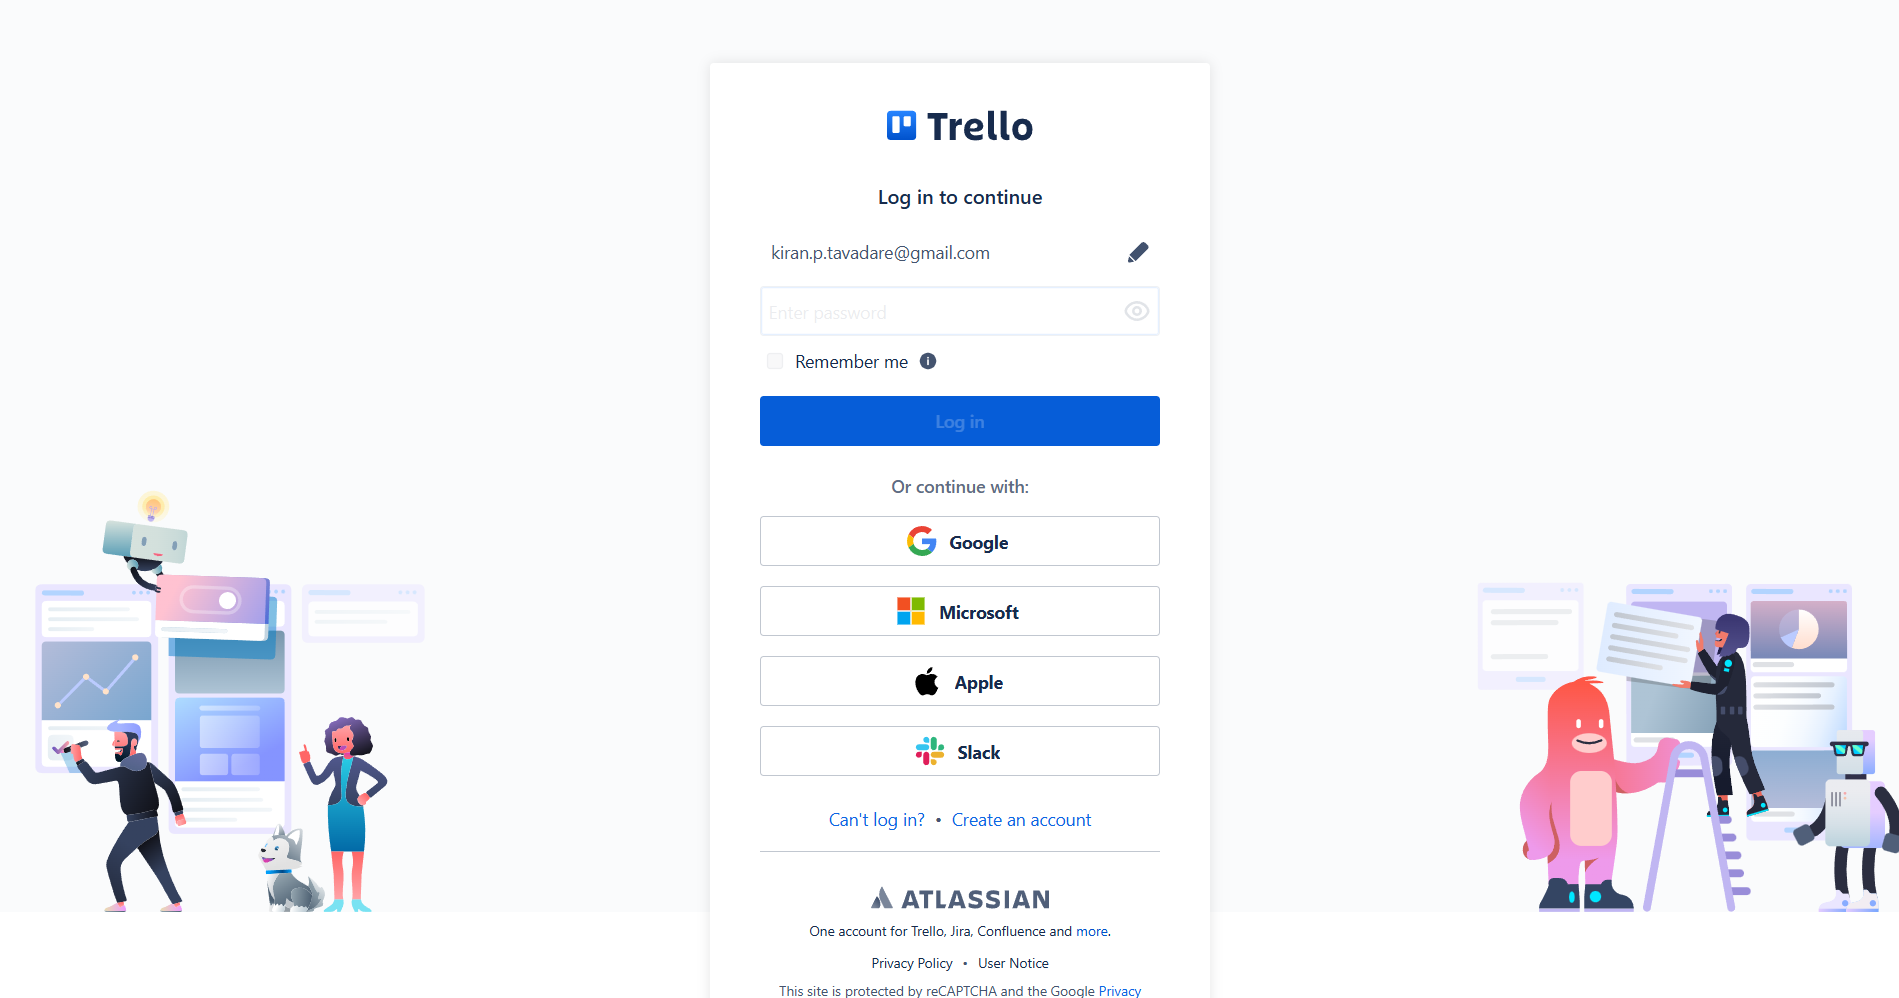 Trello
Log in to continue
kiran.p.tavadare@gmail.com
Enter password
Remember me
Log in
Or continue with:
Google
Microsoft
Apple
Slack
Can't log in? • Create an account
ATLASSIAN
One account for Trello, Jira, Confluence and more.
Privacy Policy • User Notice
This site is protected by reCAPTCHA and the Google Privacy